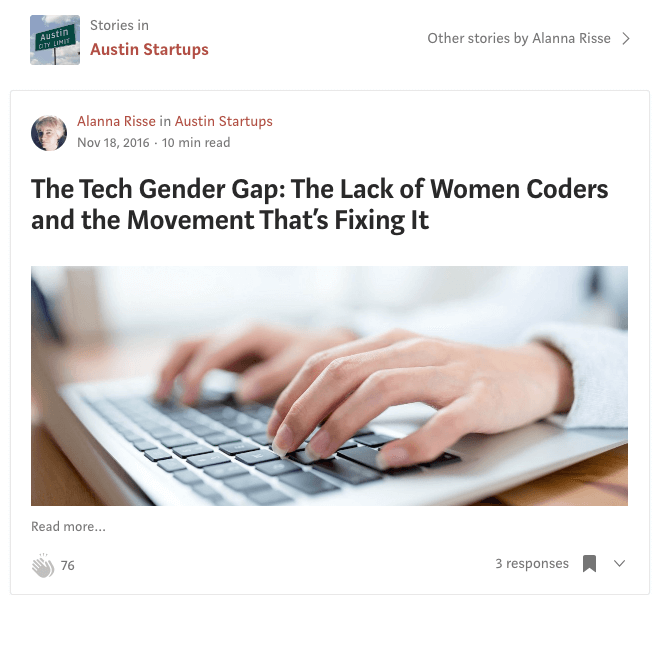 Austin
CITY LIMIT
Stories in
Austin Startups
Other stories by Alanna Risse
Alanna Risse in Austin Startups
Nov 18, 2016 · 10 min read
The Tech Gender Gap: The Lack of Women Coders
and the Movement That’s Fixing It
Read more…
76
3 responses